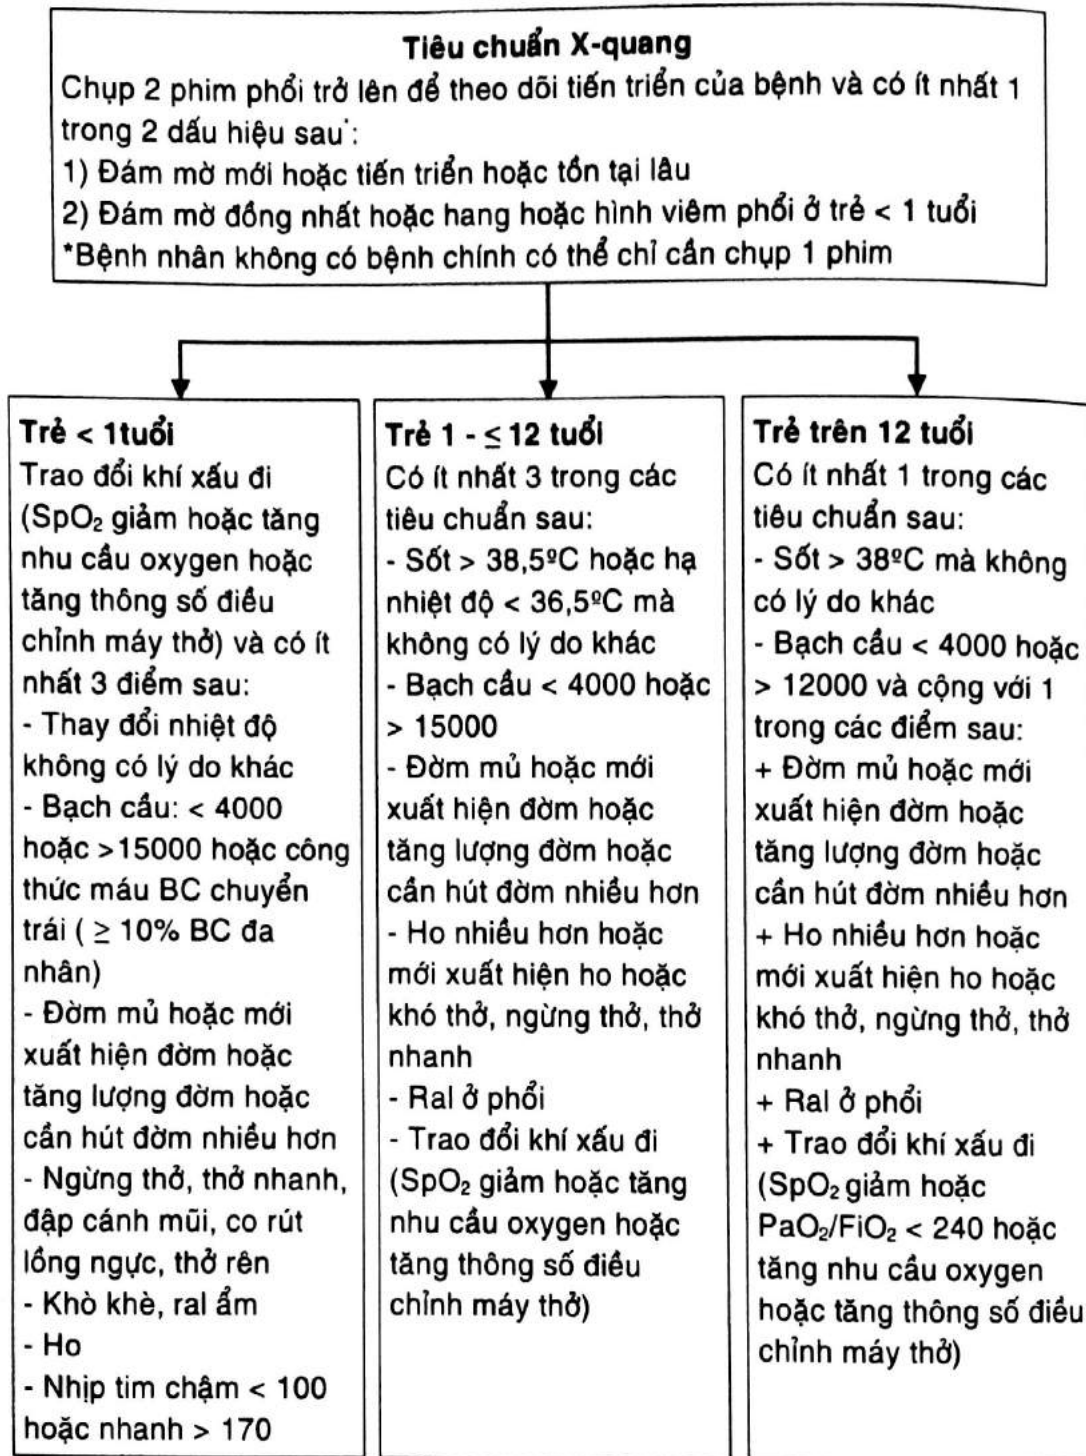 Tiêu chuẩn X-quang
Chụp 2 phim phổi trở lên để theo dõi tiến triển của bệnh và có ít nhất 1
trong 2 dấu hiệu sau*:
1) Đám mờ mới hoặc tiến triển hoặc tồn tại lâu
2) Đám mờ đồng nhất hoặc hang hoặc hình viêm phổi ở trẻ < 1 tuổi
*Bệnh nhân không có bệnh chính có thể chỉ cần chụp 1 phim
Trẻ < 1tuổi
Trao đổi khí xấu đi
(SpO₂ giảm hoặc tăng
nhu cầu oxygen hoặc
tăng thông số điều
chỉnh máy thở) và có ít
nhất 3 điểm sau:
- Thay đổi nhiệt độ
không có lý do khác
- Bạch cầu: < 4000
hoặc >15000 hoặc công
thức máu BC chuyển
trái ( ≥ 10% BC đa
nhân)
- Đờm mủ hoặc mới
xuất hiện đờm hoặc
tăng lượng đờm hoặc
cần hút đờm nhiều hơn
- Ngừng thở, thở nhanh,
đập cánh mũi, co rút
lồng ngực, thở rên
- Khò khè, ral ẩm
- Ho
- Nhịp tim chậm < 100
hoặc nhanh > 170
Trẻ 1 - ≤ 12 tuổi
Có ít nhất 3 trong các
tiêu chuẩn sau:
- Sốt > 38,5ºC hoặc hạ
nhiệt độ < 36,5ºC mà
không có lý do khác
- Bạch cầu < 4000 hoặc
> 15000
- Đờm mủ hoặc mới
xuất hiện đờm hoặc
tăng lượng đờm hoặc
cần hút đờm nhiều hơn
- Ho nhiều hơn hoặc
mới xuất hiện ho hoặc
khó thở, ngừng thở, thở
nhanh
- Ral ở phổi
- Trao đổi khí xấu đi
(SpO₂ giảm hoặc tăng
nhu cầu oxygen hoặc
tăng thông số điều
chỉnh máy thở)
Trẻ trên 12 tuổi
Có ít nhất 1 trong các
tiêu chuẩn sau:
- Sốt > 38ºC mà không
có lý do khác
- Bạch cầu < 4000 hoặc
> 12000 và cộng với 1
trong các điểm sau:
+ Đờm mủ hoặc mới
xuất hiện đờm hoặc
tăng lượng đờm hoặc
cần hút đờm nhiều hơn
+ Ho nhiều hơn hoặc
mới xuất hiện ho hoặc
khó thở, ngừng thở, thở
nhanh
+ Ral ở phổi
+ Trao đổi khí xấu đi
(SpO₂ giảm hoặc
PaO₂/FiO₂ < 240 hoặc
tăng nhu cầu oxygen
hoặc tăng thông số điều
chỉnh máy thở)